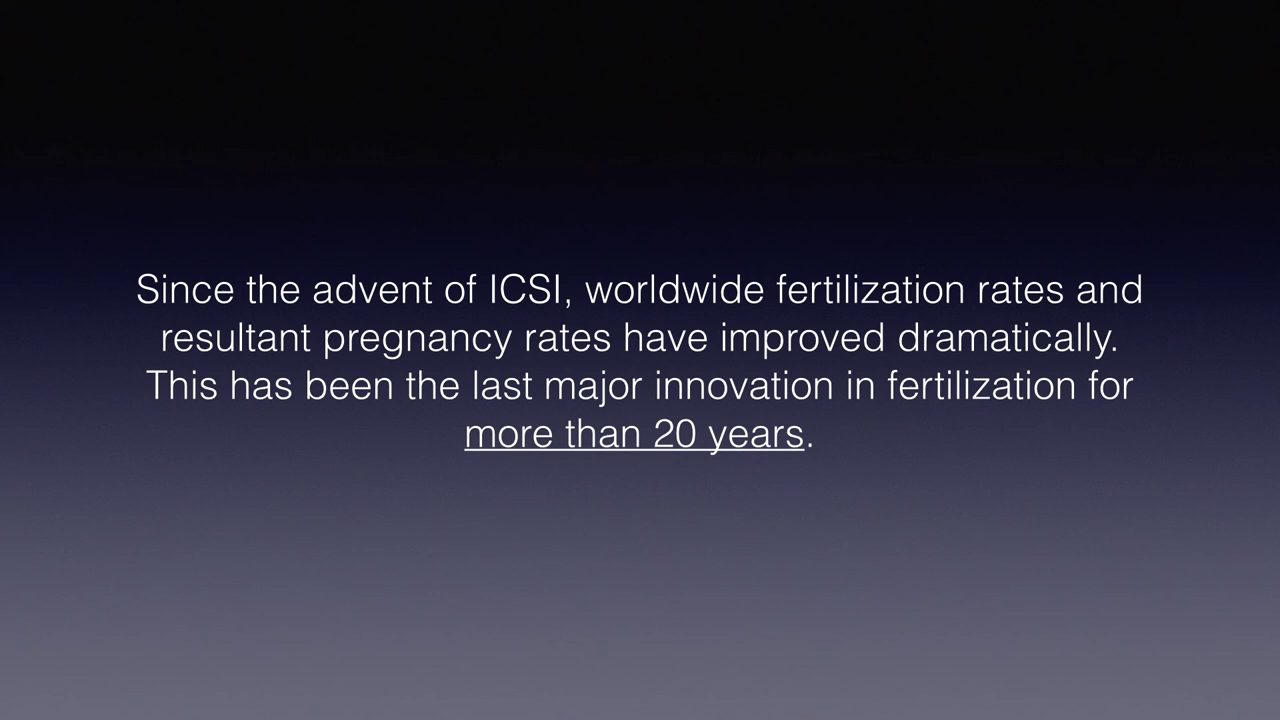 Since the advent of ICSI, worldwide fertilization rates and
resultant pregnancy rates have improved dramatically.
This has been the last major innovation in fertilization for
more than 20 years.